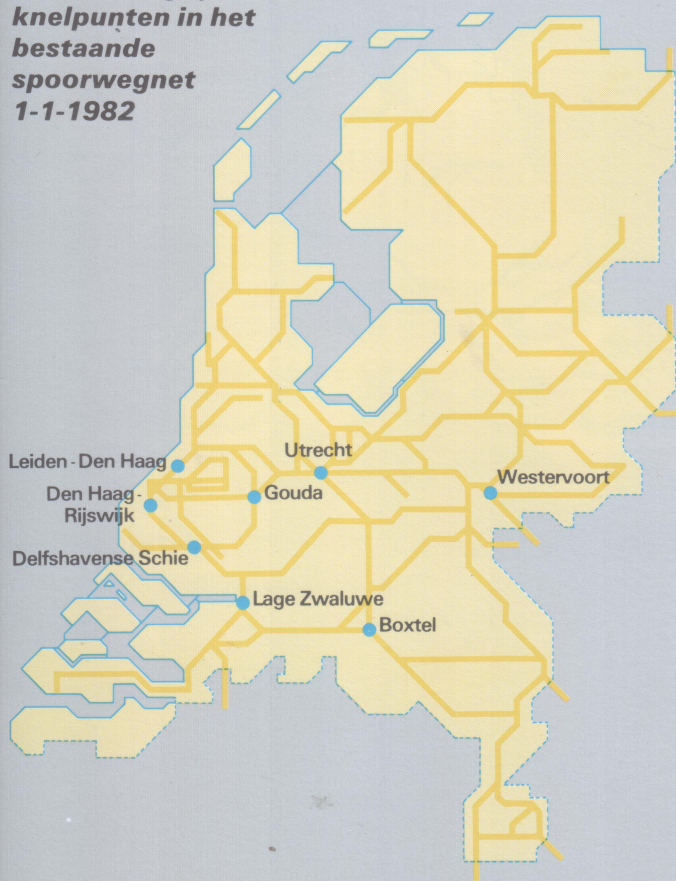 knelpunten in het
bestaande
spoorwegnet
1-1-1982
Leiden - Den Haag
Utrecht
Westervoort
Den Haag-
Rijswijk
Gouda
Delfshavense Schie
Lage Zwaluwe
Boxtel